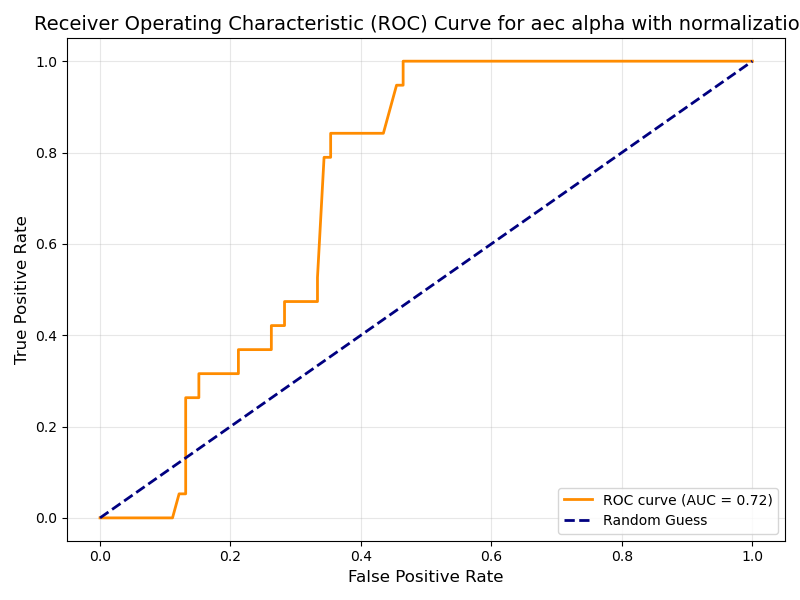 Receiver Operating Characteristic (ROC) Curve for aec alpha with normalizatio
True Positive Rate
1.0
0.8
0.6
0.4
0.2
0.0
0.0 0.2 0.4 0.6 0.8 1.0
False Positive Rate
ROC curve (AUC = 0.72)
Random Guess